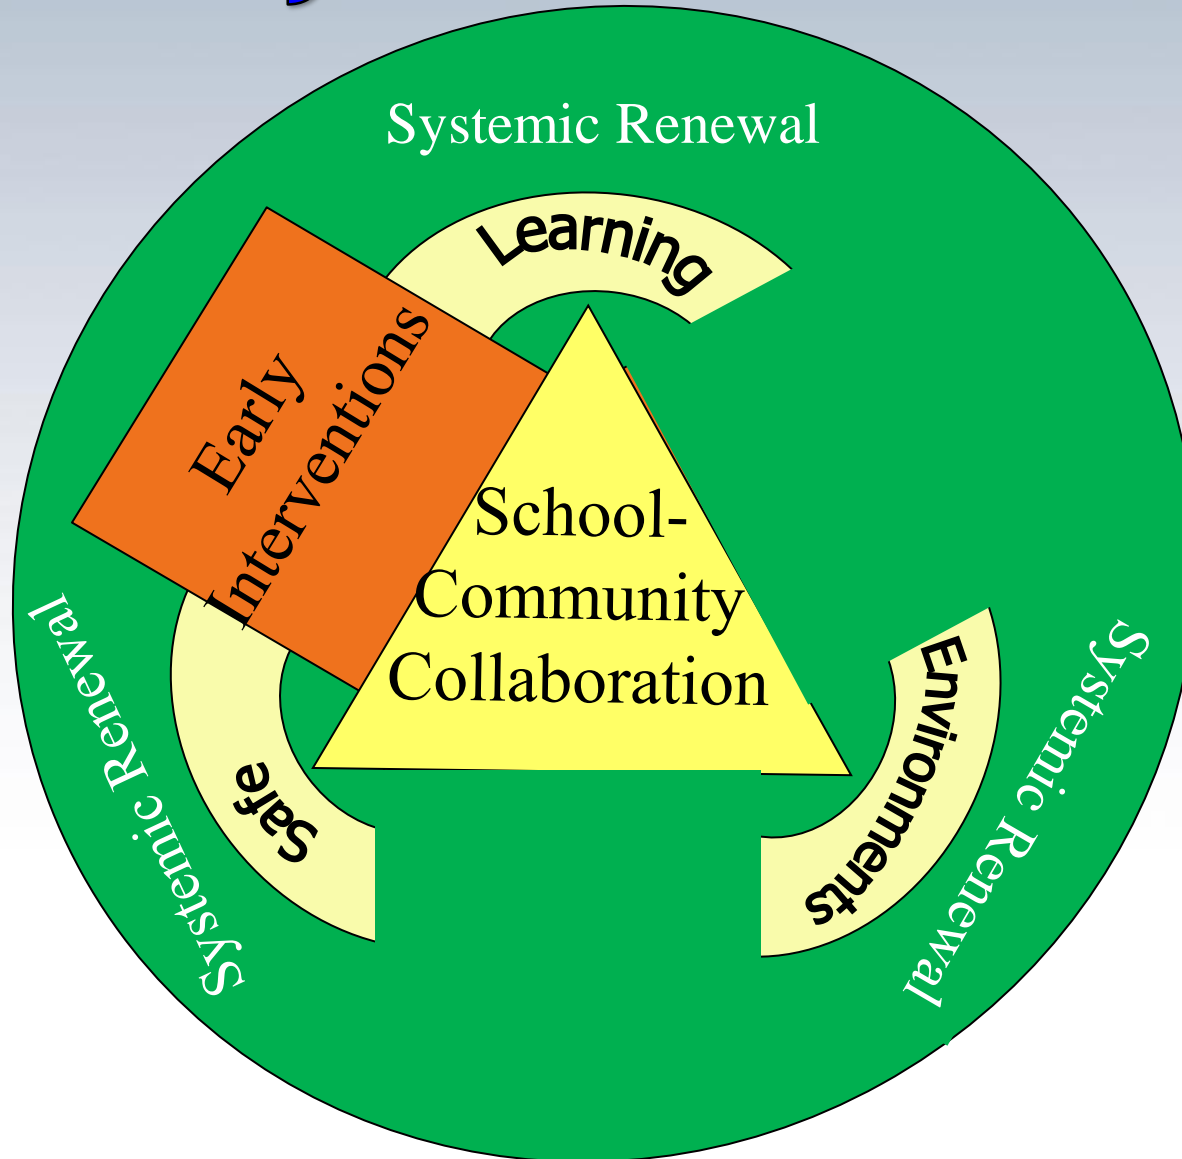 Systemic Renewal
Learning
Early
Interventions
School-
Community
Collaboration
Systemic Renewal
Safe
Environments
Systemic Renewal